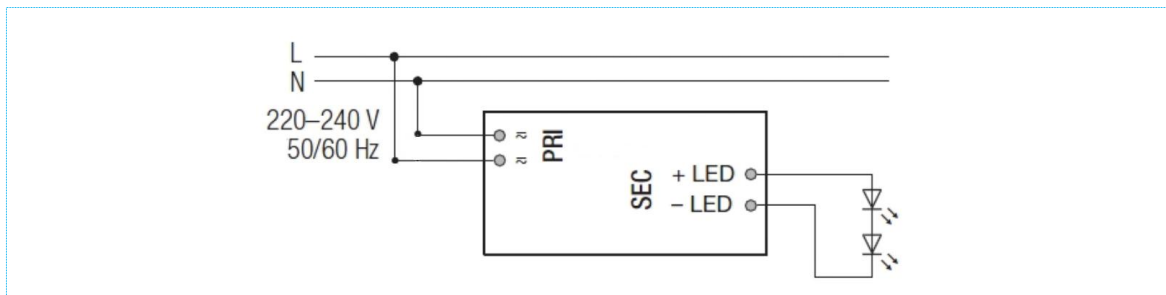 L
N
220–240 V
50/60 Hz
≈
≈
PRI
SEC
+ LED
– LED